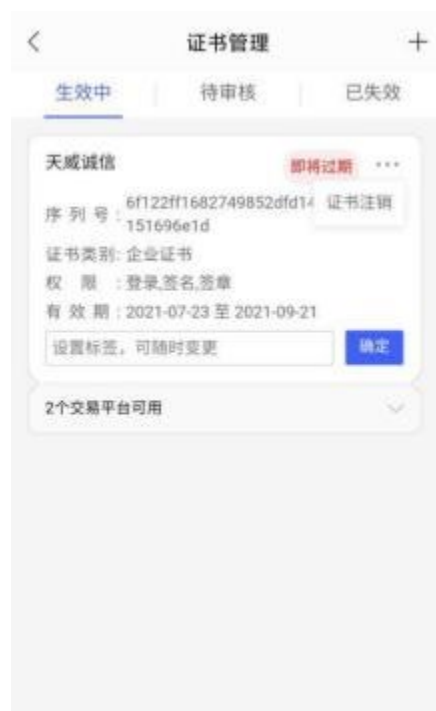 证书管理
生效中 待审核 已失效
天威诚信 即将过期 ...
序列号: 6f122ff1682749852dfd14 证书注销
151696e1d
证书类别: 企业证书
权 限 : 登录,签名,签章
有 效 期 : 2021-07-23 至 2021-09-21
设置标签，可随时变更 确定
2个交易平台可用